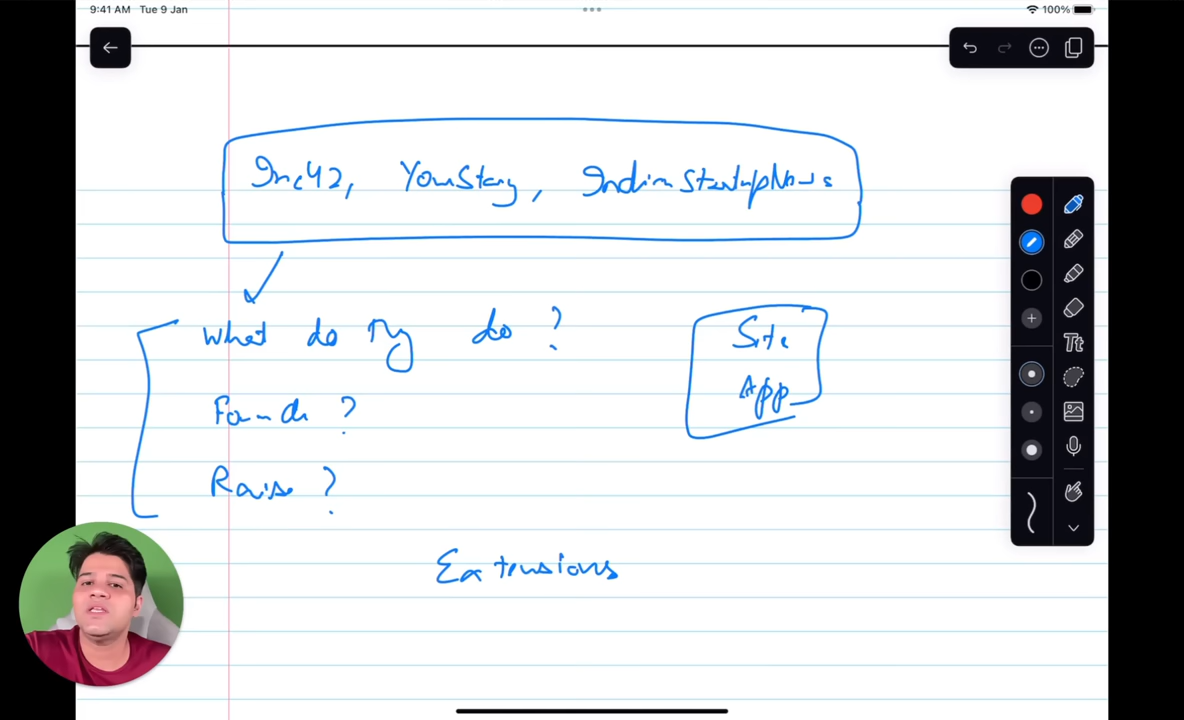 9:41 AM Tue 9 Jan
100%
Inc42, YourStory, IndianStartupNews
What do They do ?
Site
App
Founder ?
Raise ?
Extensions
Tt